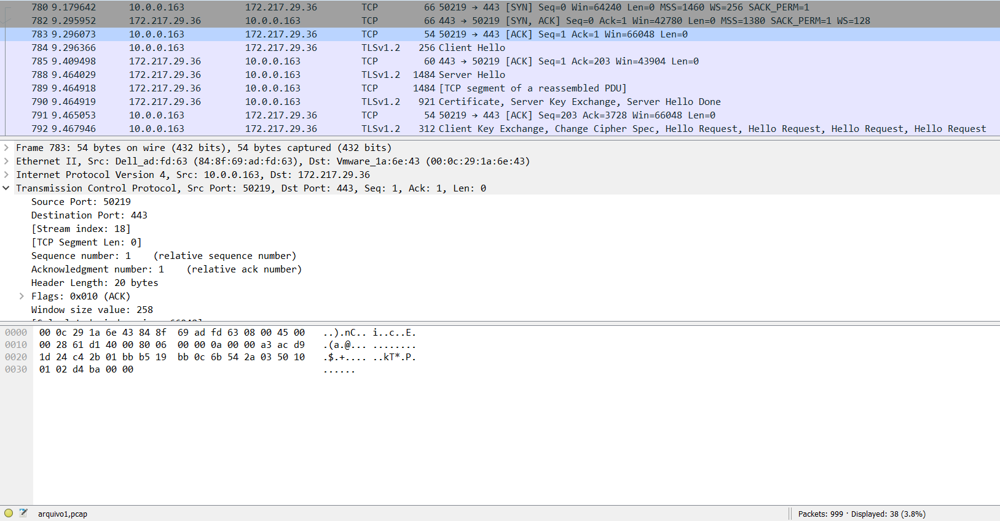 780 9.179642 10.0.0.163 172.217.29.36 TCP 66 50219 → 443 [SYN] Seq=0 Win=64240 Len=0 MSS=1460 WS=256 SACK_PERM=1
782 9.295952 172.217.29.36 10.0.0.163 TCP 66 443 → 50219 [SYN, ACK] Seq=0 Ack=1 Win=42780 Len=0 MSS=1380 SACK_PERM=1 WS=128
783 9.296073 10.0.0.163 172.217.29.36 TCP 54 50219 → 443 [ACK] Seq=1 Ack=1 Win=66048 Len=0
784 9.296366 10.0.0.163 172.217.29.36 TLSv1.2 256 Client Hello
785 9.409498 172.217.29.36 10.0.0.163 TCP 60 443 → 50219 [ACK] Seq=1 Ack=203 Win=43904 Len=0
788 9.464029 172.217.29.36 10.0.0.163 TLSv1.2 1484 Server Hello
789 9.464918 172.217.29.36 10.0.0.163 TCP 1484 [TCP segment of a reassembled PDU]
790 9.464919 172.217.29.36 10.0.0.163 TLSv1.2 921 Certificate, Server Key Exchange, Server Hello Done
791 9.465053 10.0.0.163 172.217.29.36 TCP 54 50219 → 443 [ACK] Seq=203 Ack=3728 Win=66048 Len=0
792 9.467946 10.0.0.163 172.217.29.36 TLSv1.2 312 Client Key Exchange, Change Cipher Spec, Hello Request, Hello Request, Hello Request, Hello Request
Frame 783: 54 bytes on wire (432 bits), 54 bytes captured (432 bits)
Ethernet II, Src: Dell_ad:fd:63 (84:8f:69:ad:fd:63), Dst: Vmware_1a:6e:43 (00:0c:29:1a:6e:43)
Internet Protocol Version 4, Src: 10.0.0.163, Dst: 172.217.29.36
Transmission Control Protocol, Src Port: 50219, Dst Port: 443, Seq: 1, Ack: 1, Len: 0
Source Port: 50219
Destination Port: 443
[Stream index: 18]
[TCP Segment Len: 0]
Sequence number: 1 (relative sequence number)
Acknowledgment number: 1 (relative ack number)
Header Length: 20 bytes
Flags: 0x010 (ACK)
Window size value: 258
0000 00 0c 29 1a 6e 43 84 8f 69 ad fd 63 08 00 45 00 ..).nC.. i..c..E.
0010 00 28 61 d1 40 00 80 06 00 00 0a 00 00 a3 ac d9 .(a.@... ........
0020 1d 24 c4 2b 01 bb b5 19 bb 0c 6b 54 2a 03 50 10 .$.+.... ..kT*.P.
0030 01 02 d4 ba 00 00 ......
arquivo1,pcap Packets: 999 · Displayed: 38 (3.8%)